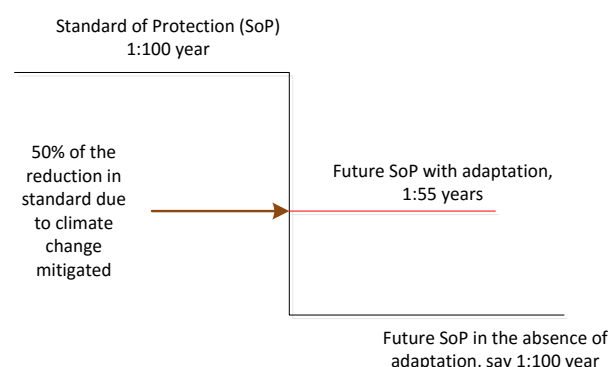 Standard of Protection (SoP)
1:100 year
50% of the
reduction in
standard due
to climate
change
mitigated
Future SoP with adaptation,
1:55 years
Future SoP in the absence of
adaptation, say 1:100 year